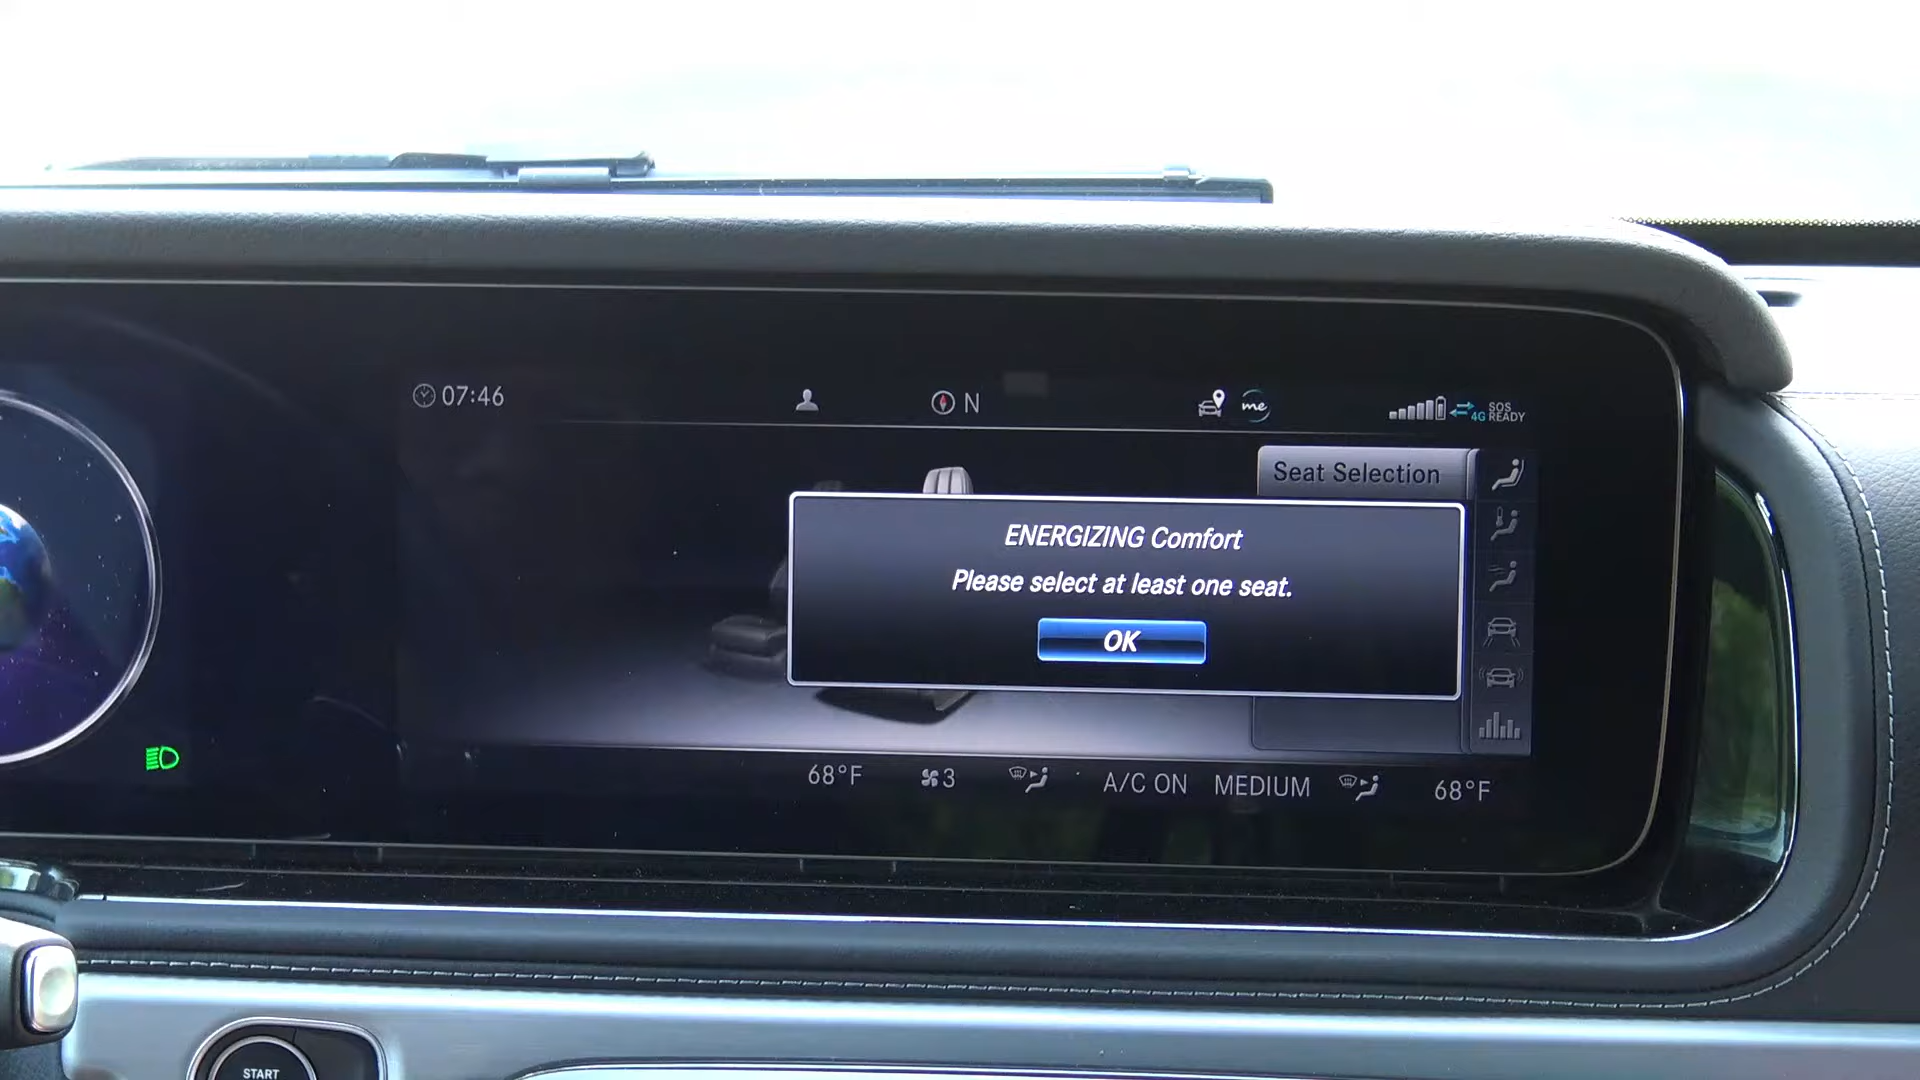 07:46
N
me
4G
SOS
READY
Seat Selection
ENERGIZING Comfort
Please select at least one seat.
OK
68°F
3
A/C ON
MEDIUM
68°F
START